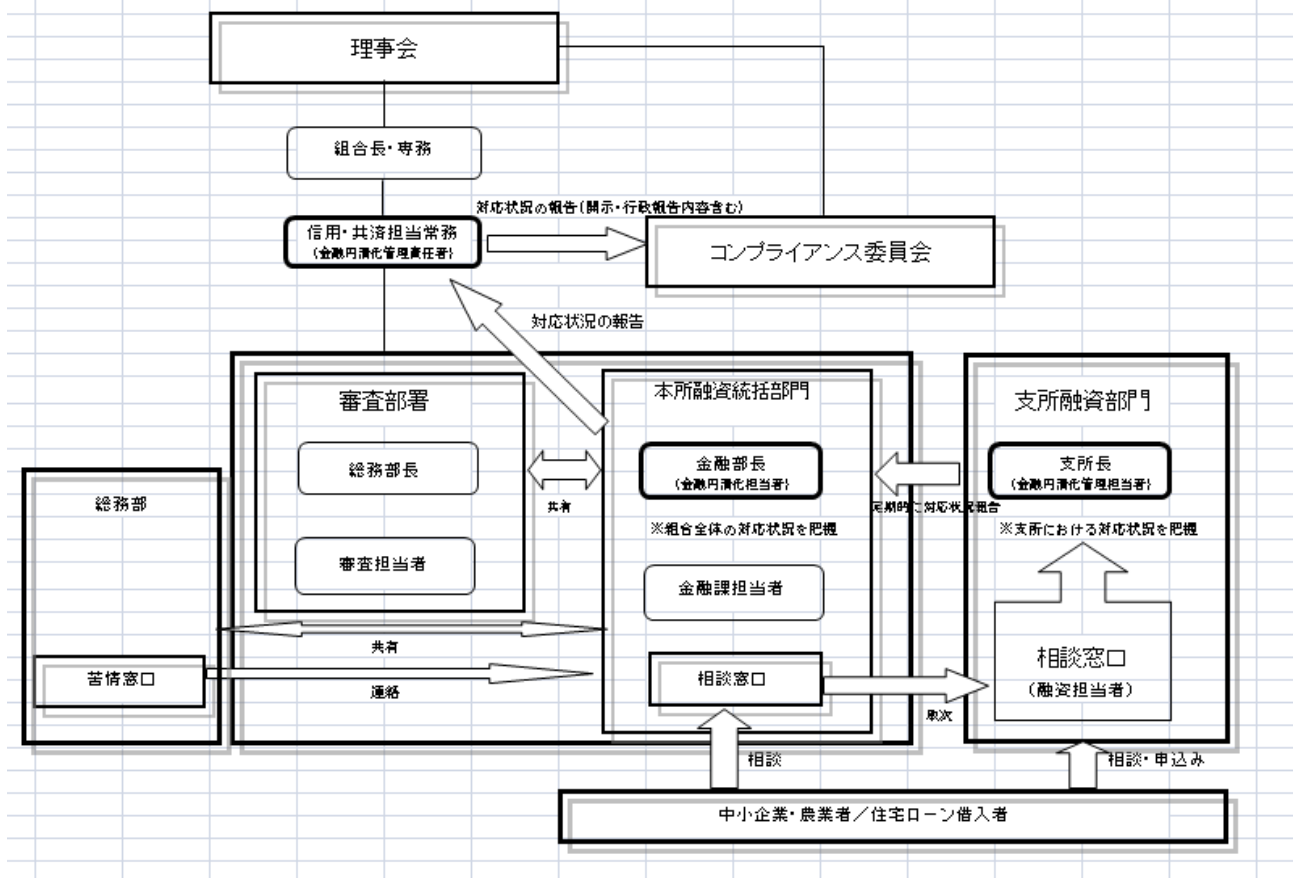 理事会
組合長・専務
対応状況の報告(開示・行政報告内容含む)
信用・共済担当常務
(金融円滑化管理責任者)
コンプライアンス委員会
対応状況の報告
審査部署
本所融資統括部門
支所融資部門
総務部長
金融部長
(金融円滑化担当者)
支所長
(金融円滑化管理担当者)
総務部
共有
定期的に対応状況報告
※組合全体の対応状況を把握
※支所における対応状況を把握
審査担当者
金融課担当者
共有
苦情窓口
連絡
相談窓口
取次
相談窓口
(融資担当者)
相談
相談・申込み
中小企業・農業者/住宅ローン借入者